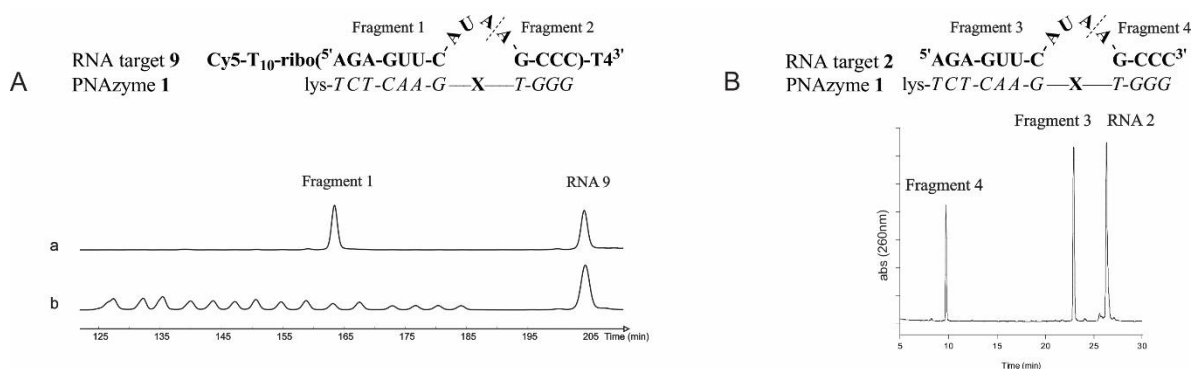 A
Fragment 1 A U A A Fragment 2
RNA target 9 Cy5-T₁₀-ribo(⁵'AGA-GUU-C G-CCC)-T4³'
PNAzyme 1 lys-TCT-CAA-G—X—T-GGG
Fragment 1 RNA 9
a
b
125 135 145 155 165 175 185 195 205 Time (min)
B
Fragment 3 A U A A Fragment 4
RNA target 2 ⁵'AGA-GUU-C G-CCC³'
PNAzyme 1 lys-TCT-CAA-G—X—T-GGG
Fragment 3 RNA 2
Fragment 4
abs (260nm)
5 10 15 20 25 30
Time (min)